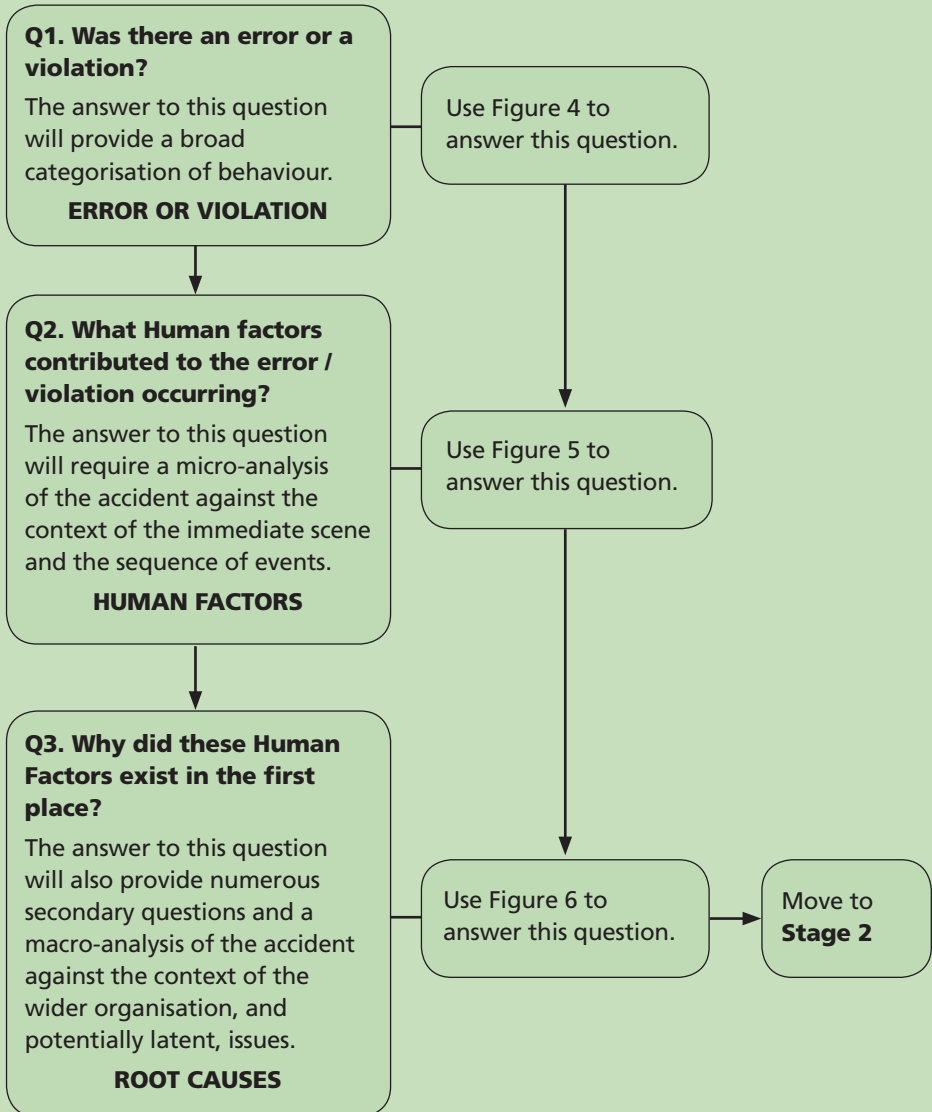 Q1. Was there an error or a
violation?
The answer to this question
will provide a broad
categorisation of behaviour.
ERROR OR VIOLATION
Use Figure 4 to
answer this question.
Q2. What Human factors
contributed to the error /
violation occurring?
The answer to this question
will require a micro-analysis
of the accident against the
context of the immediate scene
and the sequence of events.
HUMAN FACTORS
Use Figure 5 to
answer this question.
Q3. Why did these Human
Factors exist in the first
place?
The answer to this question
will also provide numerous
secondary questions and a
macro-analysis of the accident
against the context of the
wider organisation, and
potentially latent, issues.
ROOT CAUSES
Use Figure 6 to
answer this question.
Move to
Stage 2